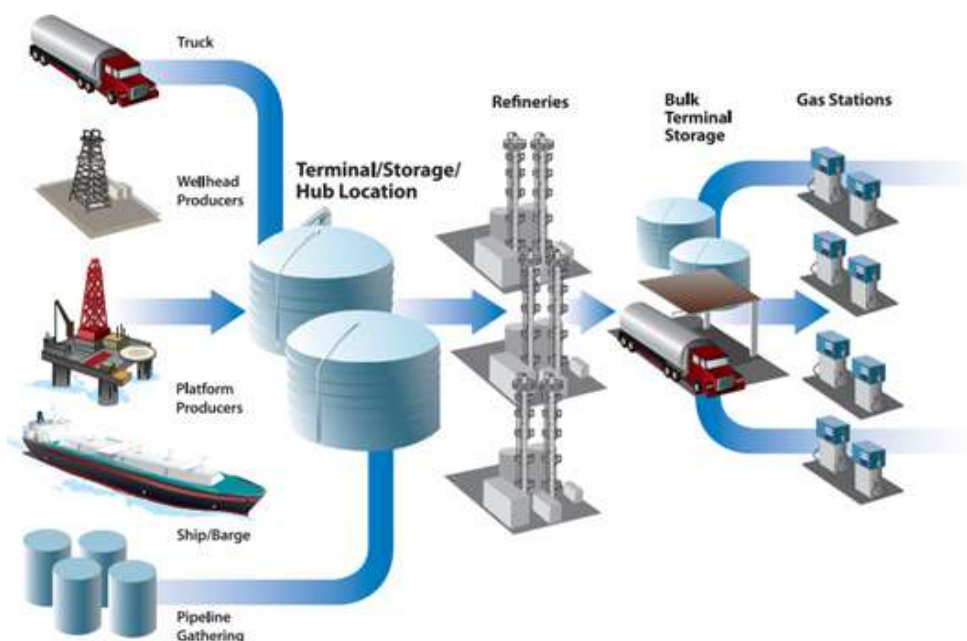 Truck
Wellhead
Producers
Platform
Producers
Ship/Barge
Pipeline
Gathering
Terminal/Storage/
Hub Location
Refineries
Bulk
Terminal
Storage
Gas Stations